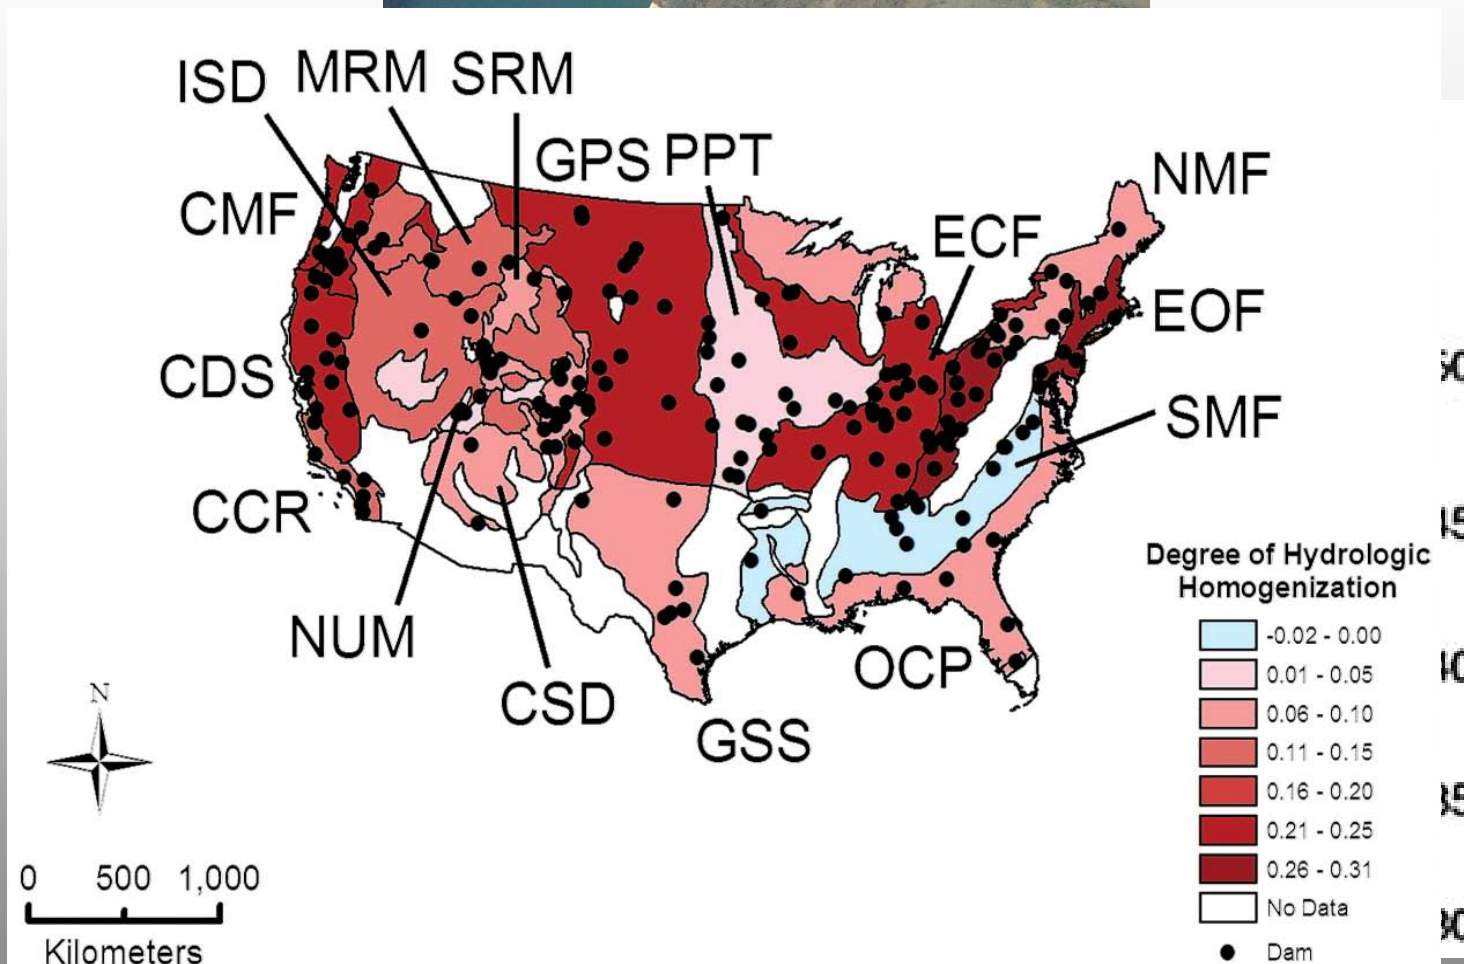 ISD MRM SRM
GPS PPT
NMF
CMF
ECF
EOF
CDS
SMF
CCR
NUM
CSD
OCP
GSS
Degree of Hydrologic
Homogenization
-0.02 - 0.00
0.01 - 0.05
0.06 - 0.10
0.11 - 0.15
0.16 - 0.20
0.21 - 0.25
0.26 - 0.31
No Data
Dam
N
0 500 1,000
Kilometers